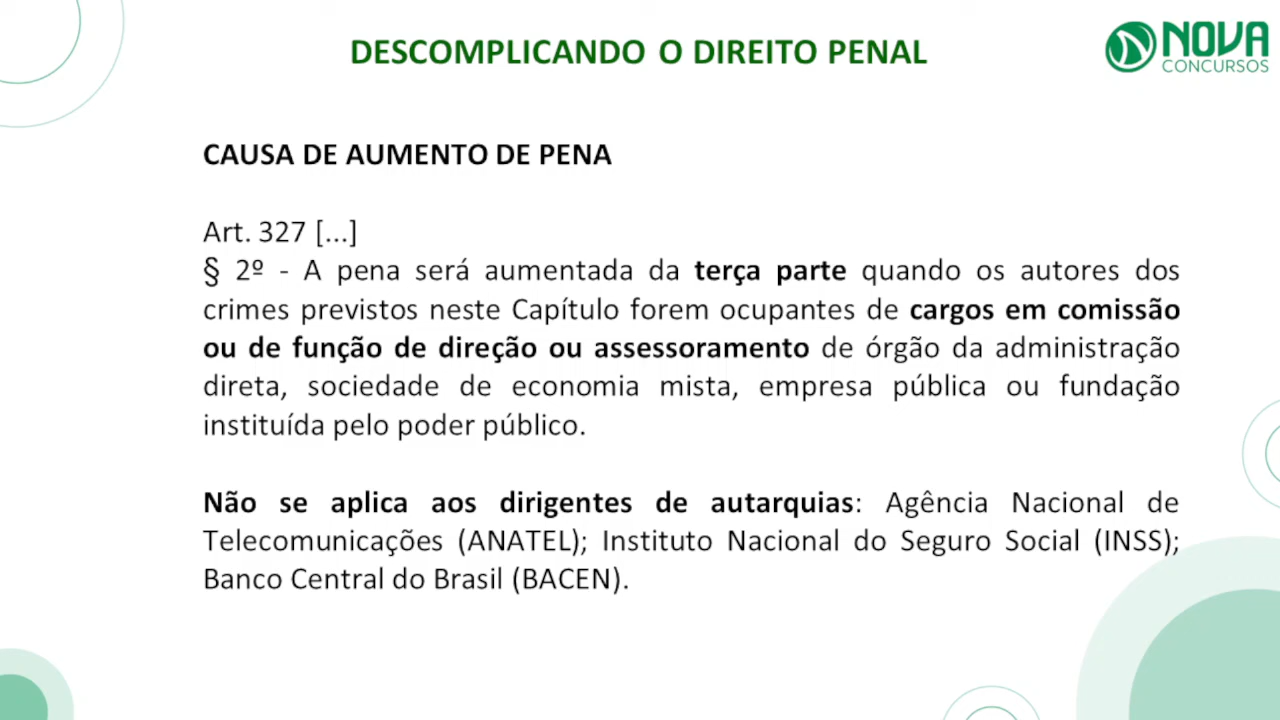 DESCOMPLICANDO O DIREITO PENAL
NOVA
CONCURSOS
CAUSA DE AUMENTO DE PENA
Art. 327 [...]
§ 2º - A pena será aumentada da terça parte quando os autores dos
crimes previstos neste Capítulo forem ocupantes de cargos em comissão
ou de função de direção ou assessoramento de órgão da administração
direta, sociedade de economia mista, empresa pública ou fundação
instituída pelo poder público.
Não se aplica aos dirigentes de autarquias: Agência Nacional de
Telecomunicações (ANATEL); Instituto Nacional do Seguro Social (INSS);
Banco Central do Brasil (BACEN).